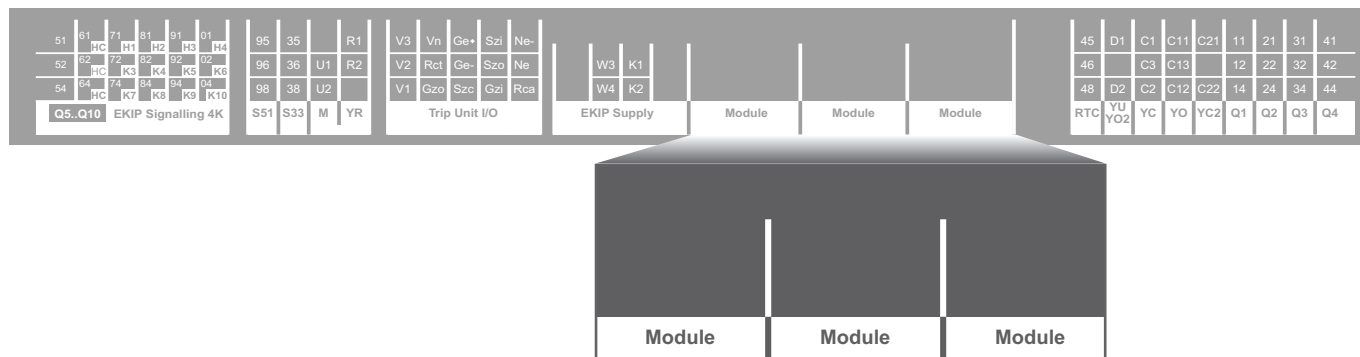 51 61 HC 71 H1 81 H2 91 H3 01 H4 95 35 R1 V3 Vn Ge+ Szi Ne- 45 D1 C1 C11 C21 11 21 31 41
52 62 HC 72 K3 82 K4 92 K5 02 K6 96 36 U1 R2 V2 Rct Ge- Szo Ne W3 K1 46 C3 C13 12 22 32 42
54 64 HC 74 K7 84 K8 94 K9 04 K10 98 38 U2 V1 Gzo Szc Gzi Rca W4 K2 48 D2 C2 C12 C22 14 24 34 44
Q5..Q10 EKIP Signalling 4K S51 S33 M YR Trip Unit I/O EKIP Supply Module Module Module RTC YU YO2 YC YO YC2 Q1 Q2 Q3 Q4
Module Module Module